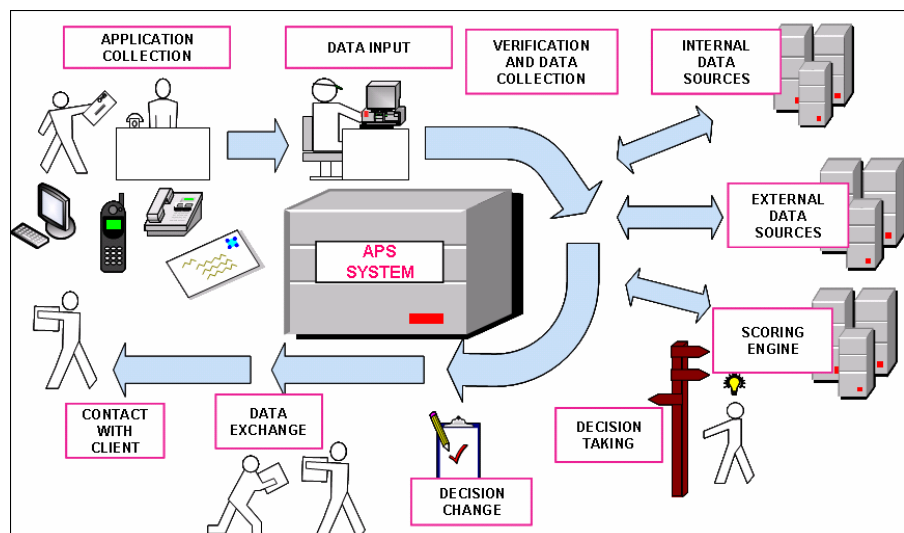 APPLICATION
COLLECTION
DATA INPUT
VERIFICATION
AND DATA
COLLECTION
INTERNAL
DATA
SOURCES
EXTERNAL
DATA
SOURCES
APS
SYSTEM
SCORING
ENGINE
CONTACT
WITH
CLIENT
DATA
EXCHANGE
DECISION
CHANGE
DECISION
TAKING